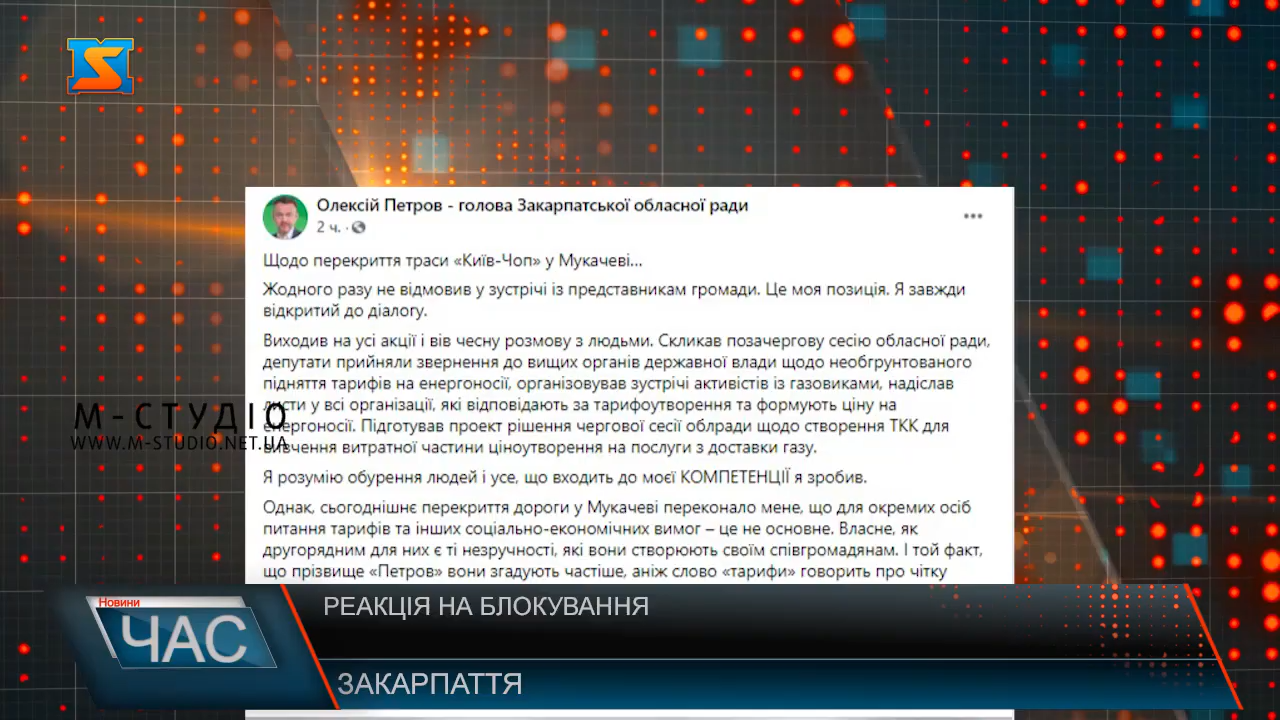 Олексій Петров - голова Закарпатської обласної ради
2 ч. ·
Щодо перекриття траси «Київ-Чоп» у Мукачеві...
Жодного разу не відмовив у зустрічі із представникам громади. Це моя позиція. Я завжди
відкритий до діалогу.
Виходив на усі акції і вів чесну розмову з людьми. Скликав позачергову сесію обласної ради,
депутати прийняли звернення до вищих органів державної влади щодо необгрунтованого
підняття тарифів на енергоносії, організовував зустрічі активістів із газовиками, надіслав
листи у всі організації, які відповідають за тарифоутворення та формують ціну на
енергоносії. Підготував проект рішення чергової сесії облради щодо створення ТКК для
вивчення витратної частини ціноутворення на послуги з доставки газу.
М-СТУДІО
WWW.M-STUDIO.NET.UA
Я розумію обурення людей і усе, що входить до моєї КОМПЕТЕНЦІЇ я зробив.
Однак, сьогоднішнє перекриття дороги у Мукачеві переконало мене, що для окремих осіб
питання тарифів та інших соціально-економічних вимог – це не основне. Власне, як
другорядним для них є ті незручності, які вони створюють своїм співгромадянам. І той факт,
що прізвище «Петров» вони згадують частіше, аніж слово «тарифи» говорить про чітку
Новини
ЧАС
РЕАКЦІЯ НА БЛОКУВАННЯ
ЗАКАРПАТТЯ